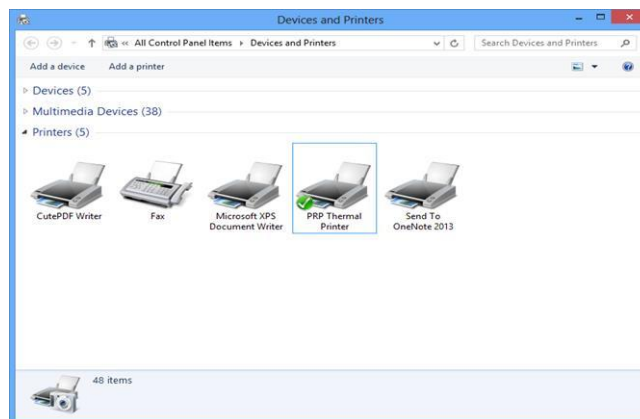 Devices and Printers
« All Control Panel Items › Devices and Printers
Search Devices and Printers
Add a device Add a printer
Devices (5)
Multimedia Devices (38)
Printers (5)
CutePDF Writer
Fax
Microsoft XPS
Document Writer
PRP Thermal
Printer
Send To
OneNote 2013
48 items